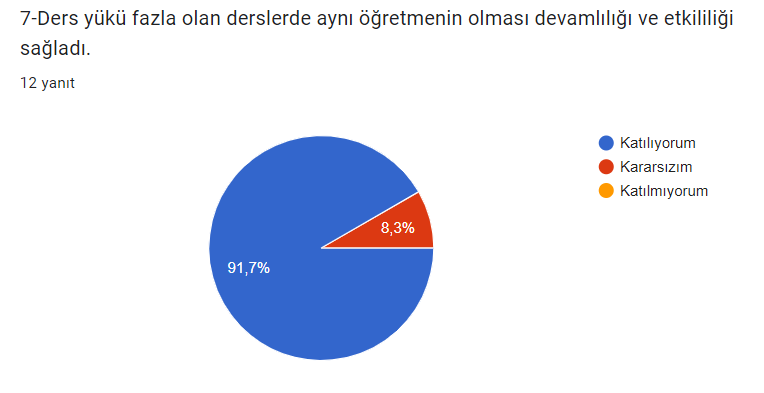 7-Ders yükü fazla olan derslerde aynı öğretmenin olması devamlılığı ve etkililiği
sağladı.
12 yanıt
Katılıyorum
Kararsızım
Katılmıyorum
8,3%
91,7%